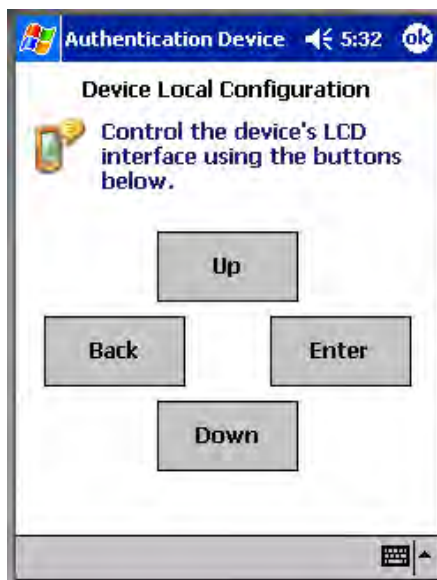 Authentication Device 5:32 ok
Device Local Configuration
Control the device's LCD
interface using the buttons
below.
Up
Back Enter
Down